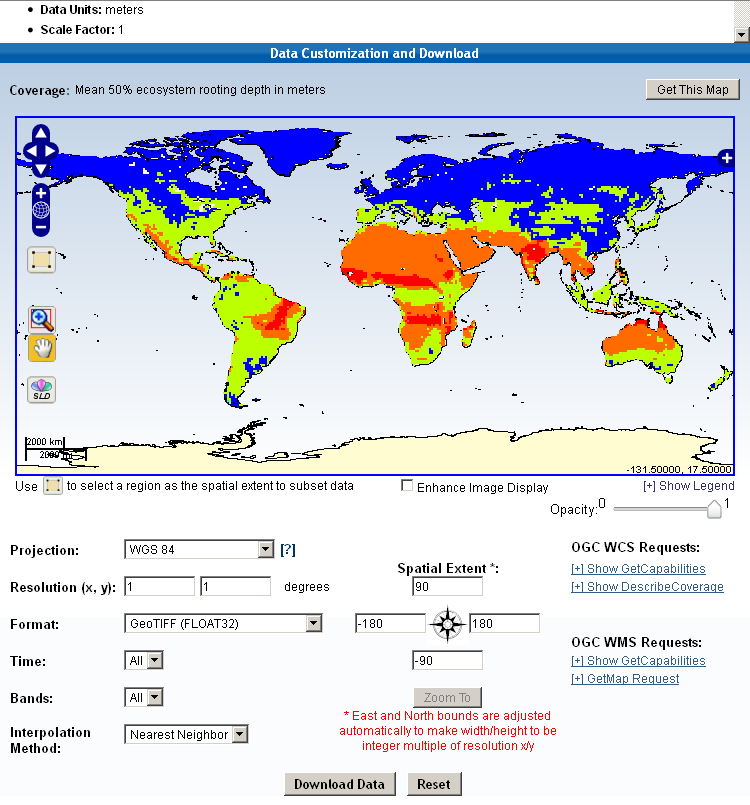 • Data Units: meters
• Scale Factor: 1
Data Customization and Download
Coverage: Mean 50% ecosystem rooting depth in meters
Get This Map
SLD
2000 km
-131.50000, 17.50000
Use to select a region as the spatial extent to subset data
Enhance Image Display
[+] Show Legend
Opacity: 0 1
Projection: WGS 84 [?]
OGC WCS Requests:
Spatial Extent *:
[+] Show GetCapabilities
Resolution (x, y): 1 1 degrees
90
[+] Show DescribeCoverage
Format: GeoTIFF (FLOAT32)
-180 180
OGC WMS Requests:
Time: All
-90
[+] Show GetCapabilities
[+] GetMap Request
Bands: All
Zoom To
* East and North bounds are adjusted
automatically to make width/height to be
integer multiple of resolution x/y
Interpolation
Method: Nearest Neighbor
Download Data Reset